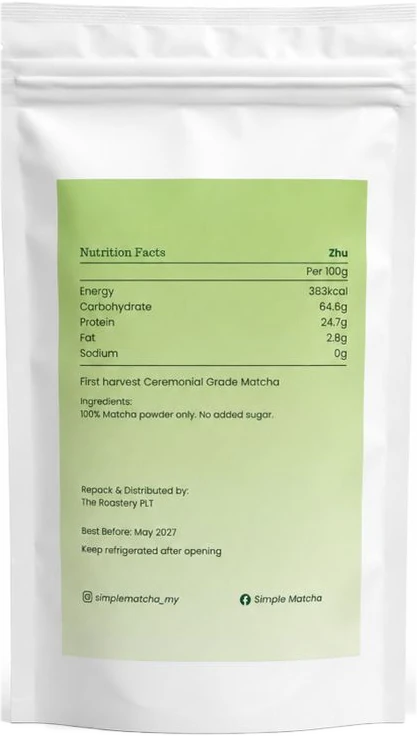 Nutrition Facts Zhu
Per 100g
Energy 383kcal
Carbohydrate 64.6g
Protein 24.7g
Fat 2.8g
Sodium 0g
First harvest Ceremonial Grade Matcha
Ingredients:
100% Matcha powder only. No added sugar.
Repack & Distributed by:
The Roastery PLT
Best Before: May 2027
Keep refrigerated after opening
simplematcha_my Simple Matcha